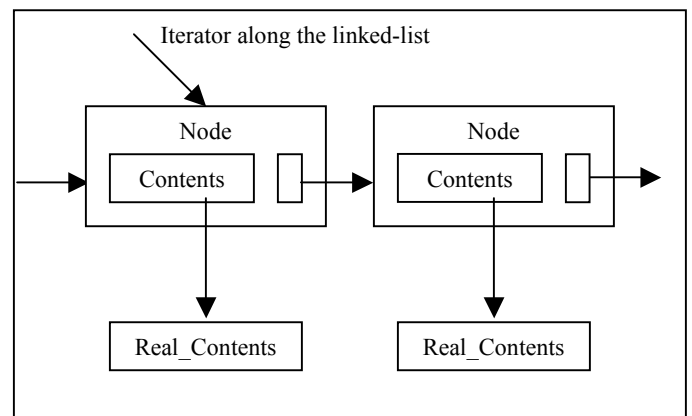 Iterator along the linked-list
Node
Node
Contents
Contents
Real_Contents
Real_Contents